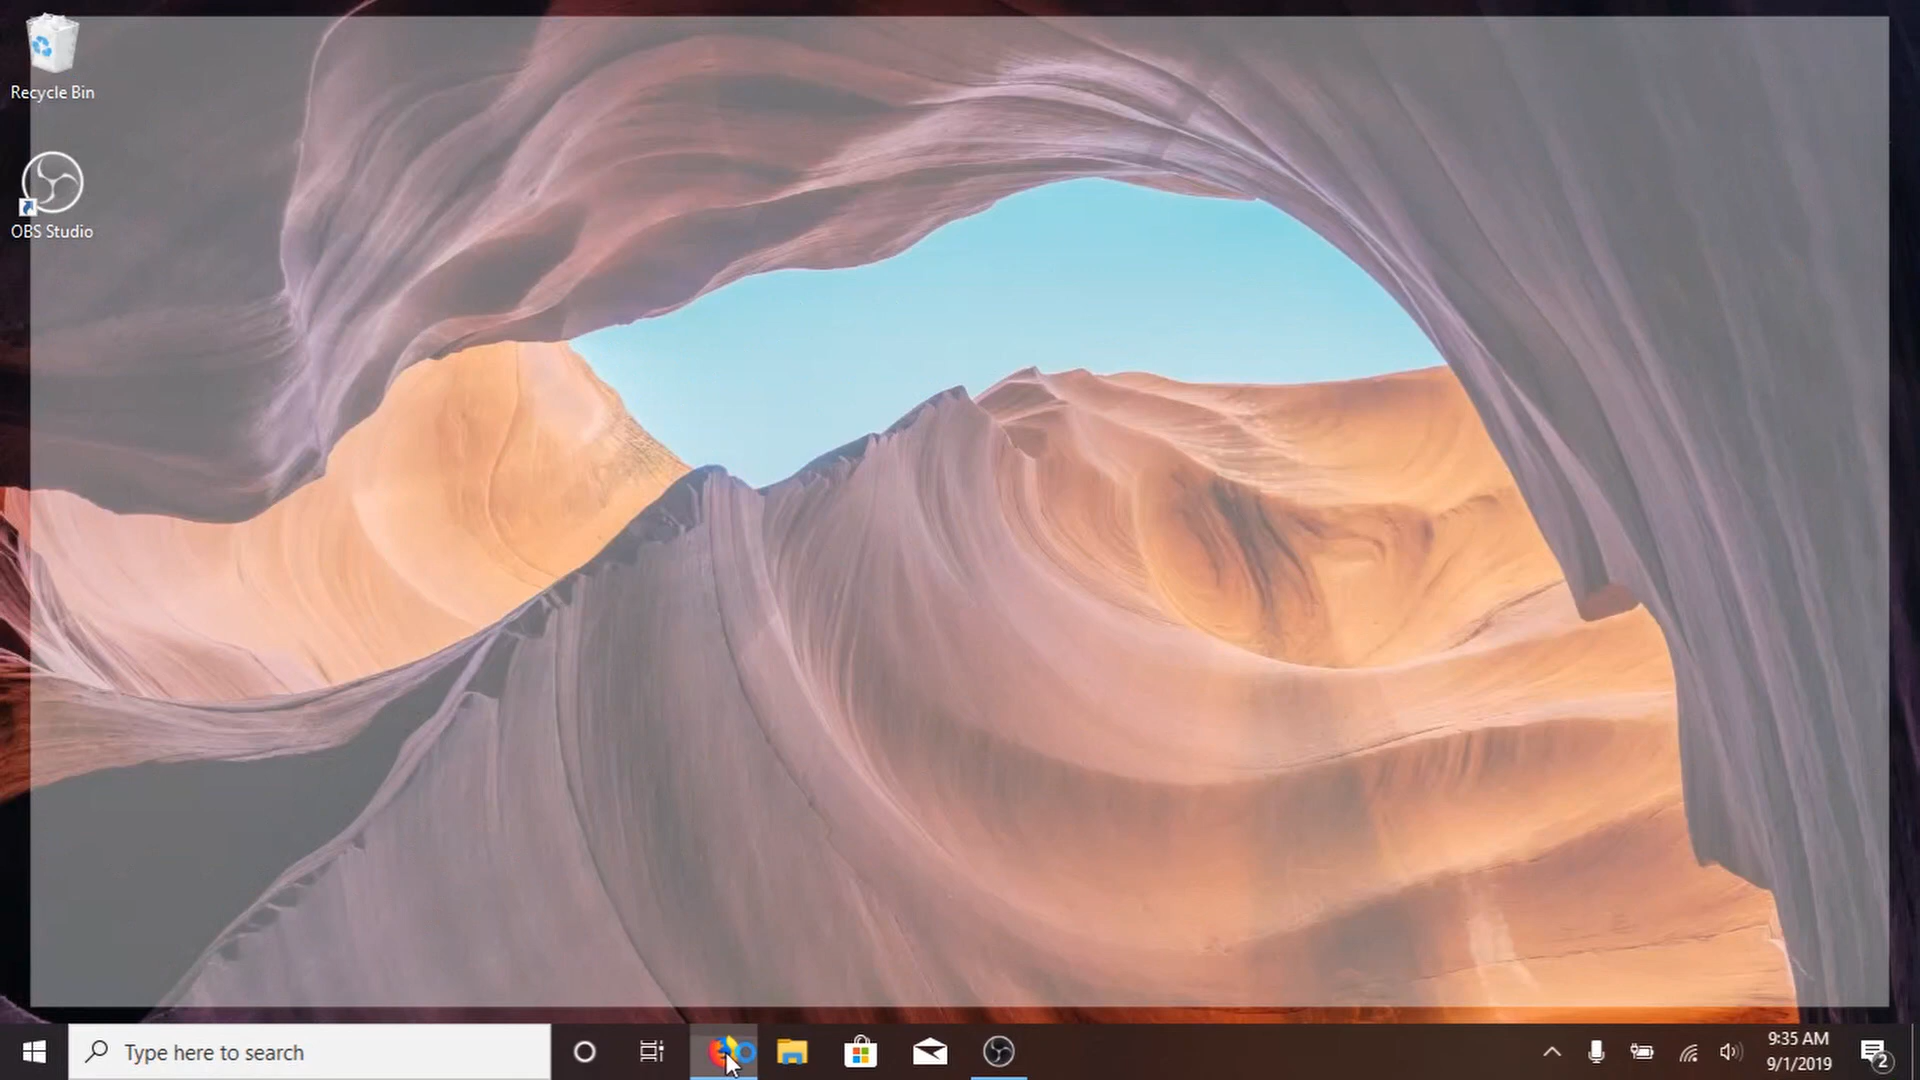 Recycle Bin
OBS Studio
Type here to search
9:35 AM
9/1/2019
2